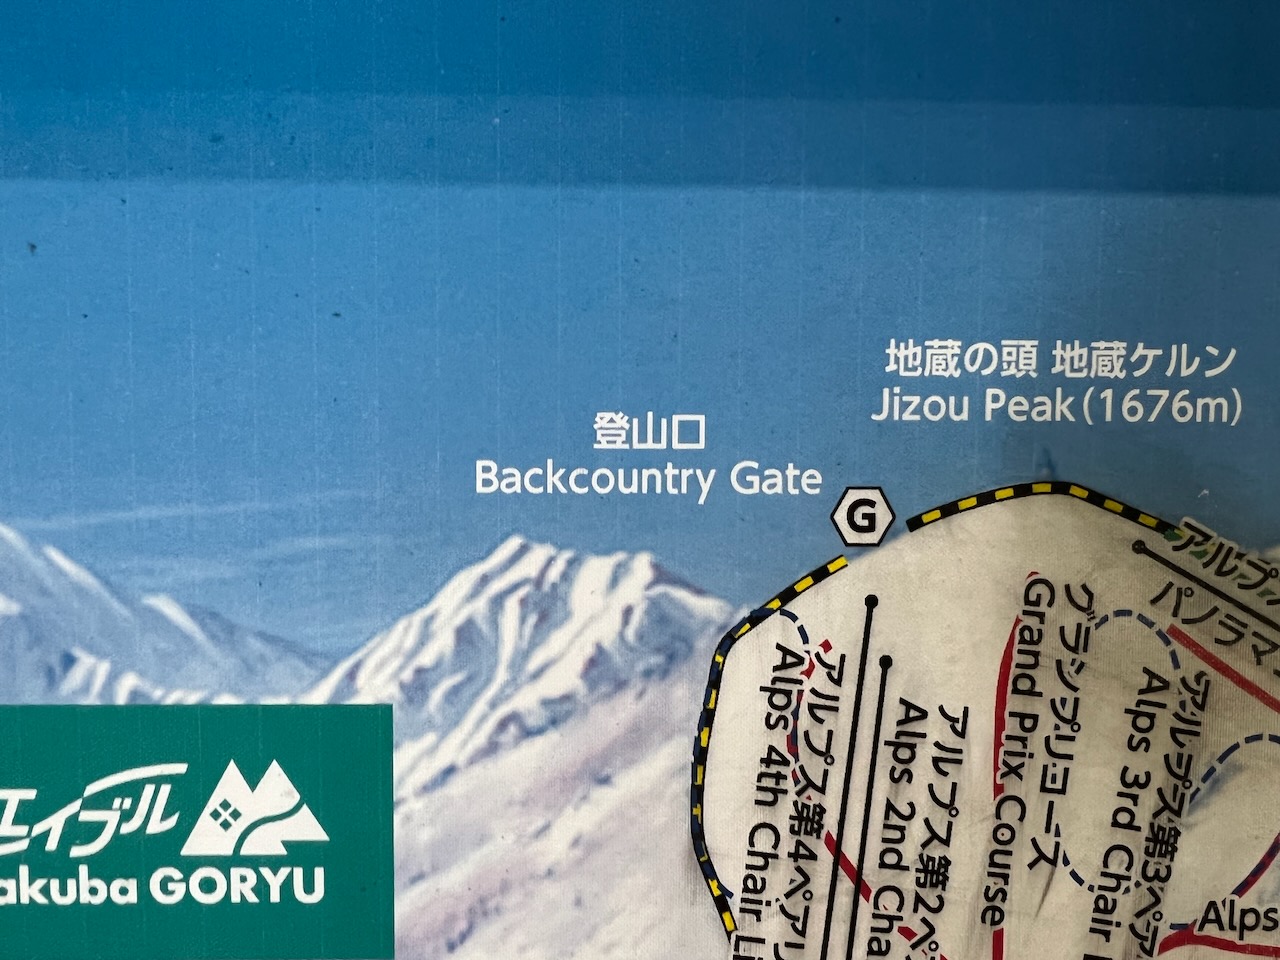 地蔵の頭 地蔵ケルン
Jizou Peak(1676m)
登山口
Backcountry Gate
G
アルプ
パノラマ
グランプリコース
Grand Prix Course
アルプス第3ペア
Alps 3rd Chair
アルプス第2ペ
Alps 2nd Cha
アルプス第4ペアリ
Alps 4th Chair Li
Alps
エイブル
akuba GORYU